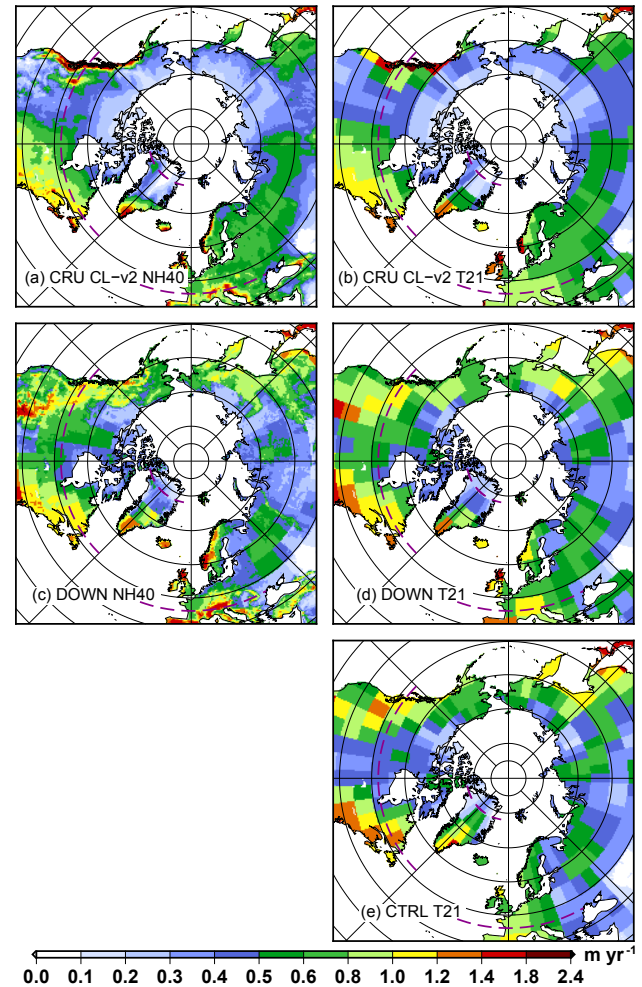 (a) CRU CL−v2 NH40
(b) CRU CL−v2 T21
(c) DOWN NH40
(d) DOWN T21
(e) CTRL T21
m yr-1
0.0 0.1 0.2 0.3 0.4 0.5 0.6 0.8 1.0 1.2 1.4 1.8 2.4